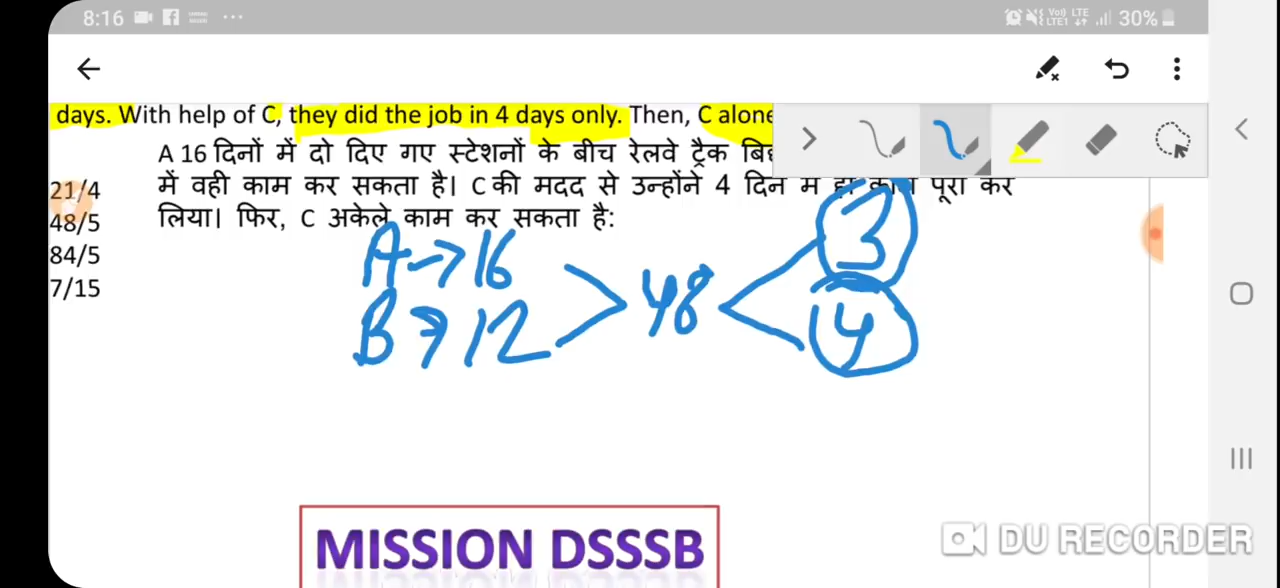 8:16 30%
days. With help of C, they did the job in 4 days only. Then, C alone
A 16 दिनों में दो दिए गए स्टेशनों के बीच रेलवे ट्रैक
में वही काम कर सकता है। C की मदद से उन्होंने 4 दिन में ही काम पूरा कर
लिया। फिर, C अकेले काम कर सकता है:
21/4
48/5
84/5
7/15
A → 16
B → 12
48
3
4
MISSION DSSSB
DU RECORDER